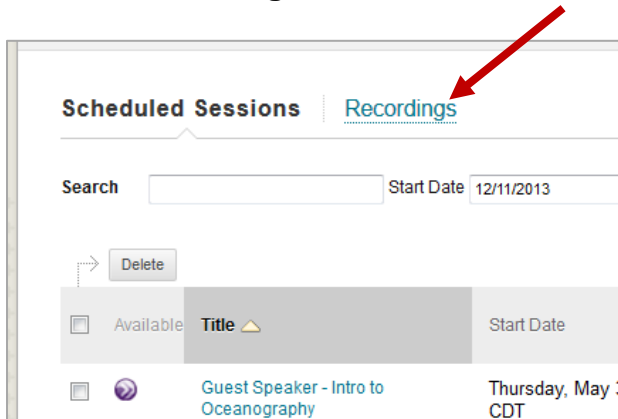 Scheduled Sessions Recordings
Search Start Date 12/11/2013
Delete
Available Title Start Date
Guest Speaker - Intro to Thursday, May
Oceanography CDT